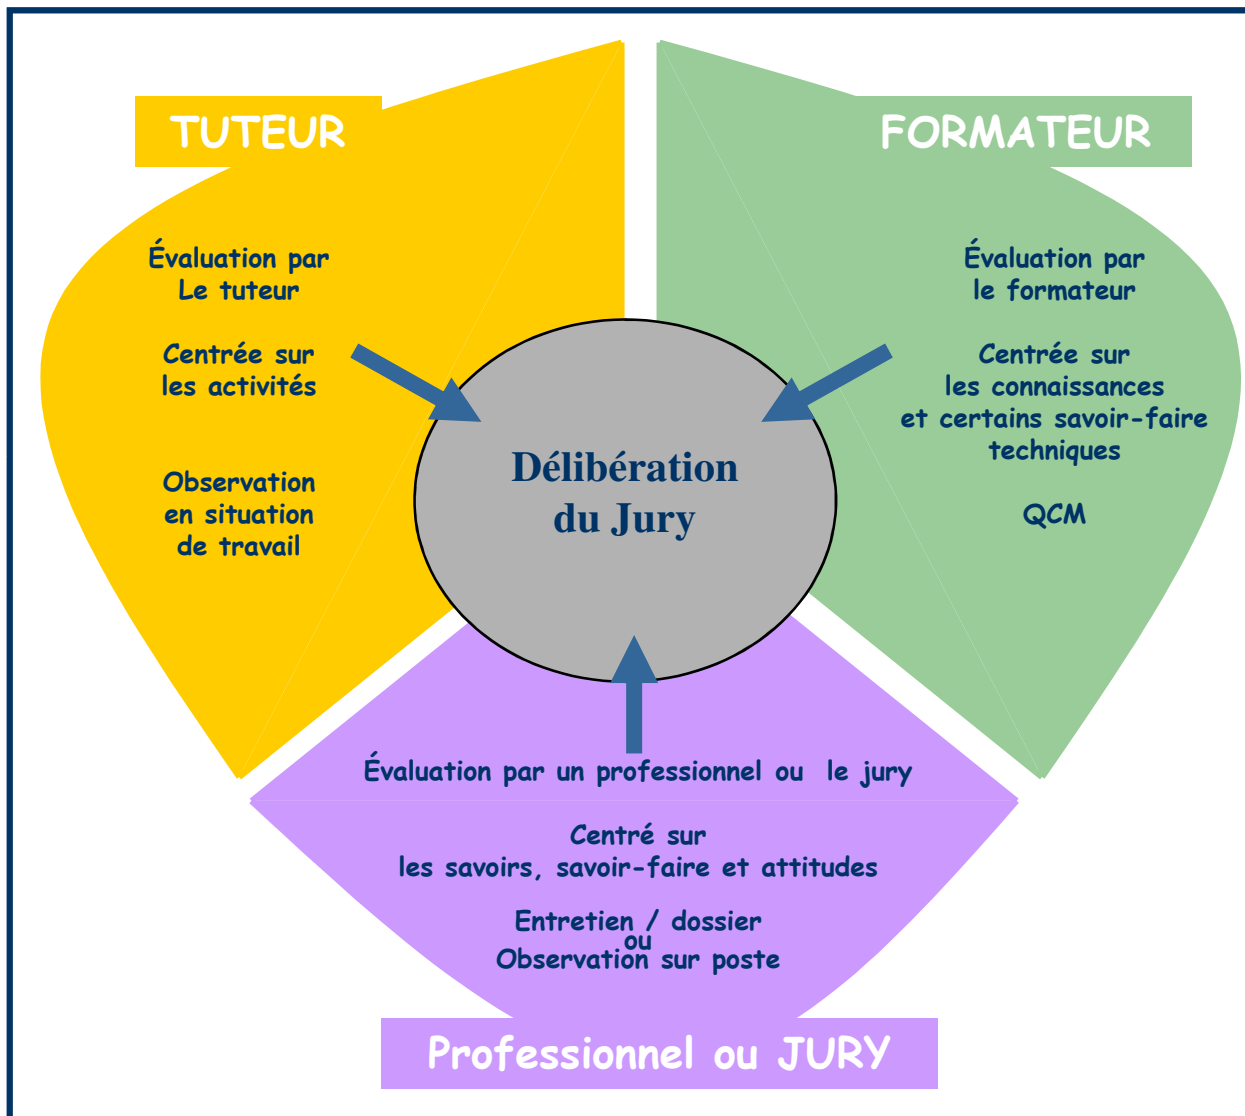 TUTEUR
Évaluation par
Le tuteur
Centrée sur
les activités
Observation
en situation
de travail
FORMATEUR
Évaluation par
le formateur
Centrée sur
les connaissances
et certains savoir-faire
techniques
QCM
Délibération
du Jury
Évaluation par un professionnel ou le jury
Centré sur
les savoirs, savoir-faire et attitudes
Entretien / dossier
ou
Observation sur poste
Professionnel ou JURY